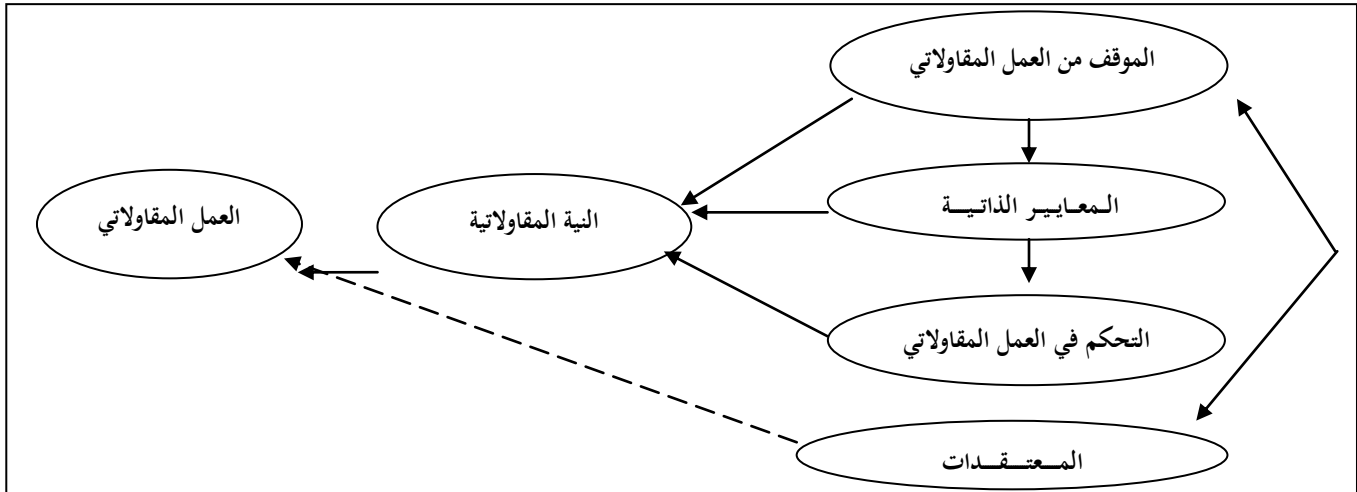 الموقف من العمل المقاولاتي
المعايير الذاتية
النية المقاولاتية
العمل المقاولاتي
التحكم في العمل المقاولاتي
المعتقدات